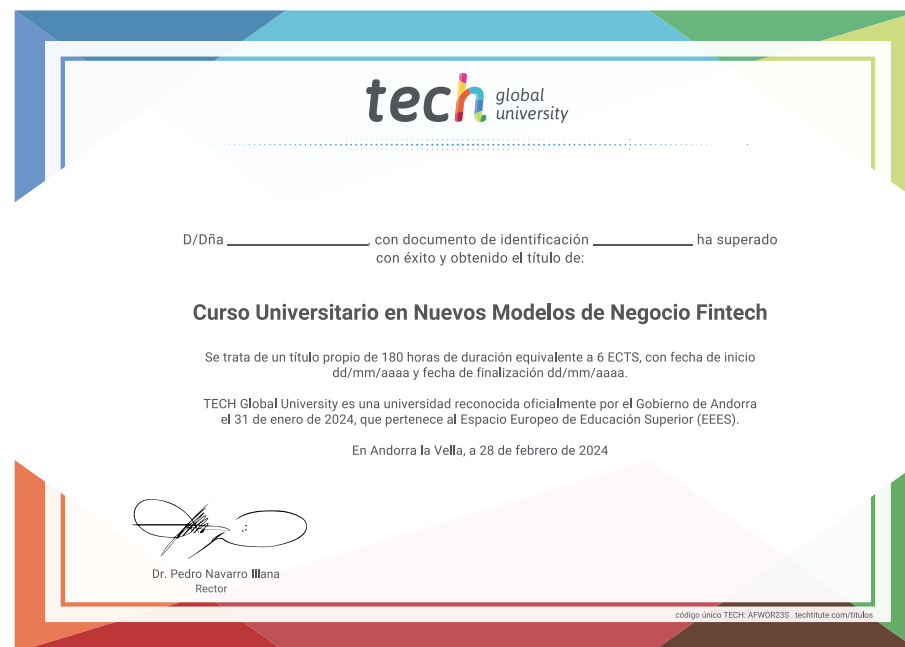 tech global university
D/Dña ____________________, con documento de identificación ______________ ha superado
con éxito y obtenido el título de:
Curso Universitario en Nuevos Modelos de Negocio Fintech
Se trata de un título propio de 180 horas de duración equivalente a 6 ECTS, con fecha de inicio
dd/mm/aaaa y fecha de finalización dd/mm/aaaa.
TECH Global University es una universidad reconocida oficialmente por el Gobierno de Andorra
el 31 de enero de 2024, que pertenece al Espacio Europeo de Educación Superior (EEES).
En Andorra la Vella, a 28 de febrero de 2024
Dr. Pedro Navarro Illana
Rector
código único TECH: AFWOR23S techtitute.com/titulos